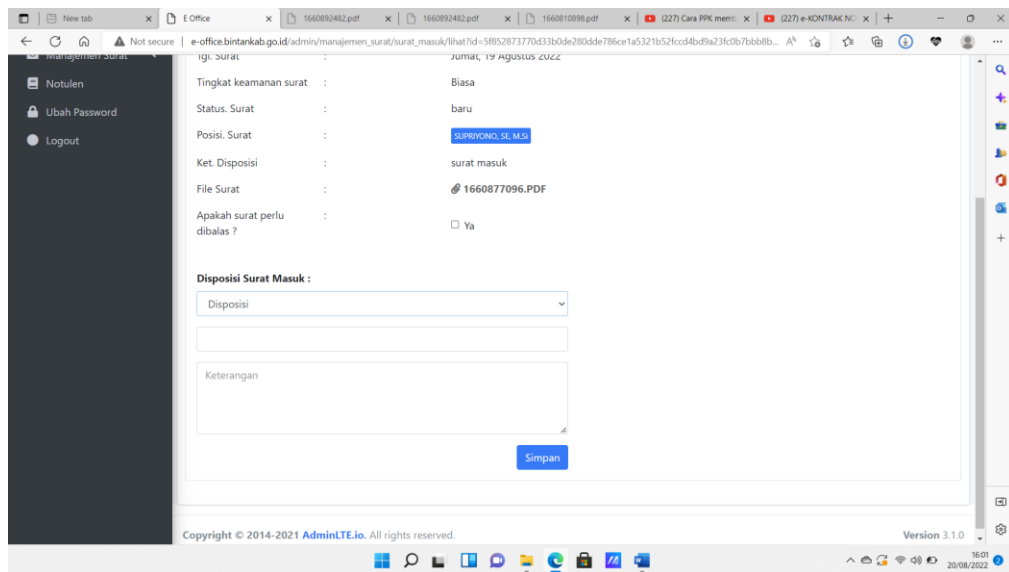 New tab
E Office
1660892482.pdf
1660892482.pdf
1660810898.pdf
(227) Cara PPK memb
(227) e-KONTRAK NO
Not secure | e-office.bintankab.go.id/admin/manajemen_surat/surat_masuk/lihat?id=5f852873770d33b0de280dde786ce1a5321b52fccd4bd9a23fc0b7bbb8b...
Manajemen Surat
Notulen
Ubah Password
Logout
Tgl. Surat : Jumat, 19 Agustus 2022
Tingkat keamanan surat : Biasa
Status. Surat : baru
Posisi. Surat : SUPRIYONO, SE, M.Si
Ket. Disposisi : surat masuk
File Surat : 1660877096.PDF
Apakah surat perlu : Ya
dibalas ?
Disposisi Surat Masuk :
Disposisi
Keterangan
Simpan
Copyright © 2014-2021 AdminLTE.io. All rights reserved.
Version 3.1.0
16:01
20/08/2022
2